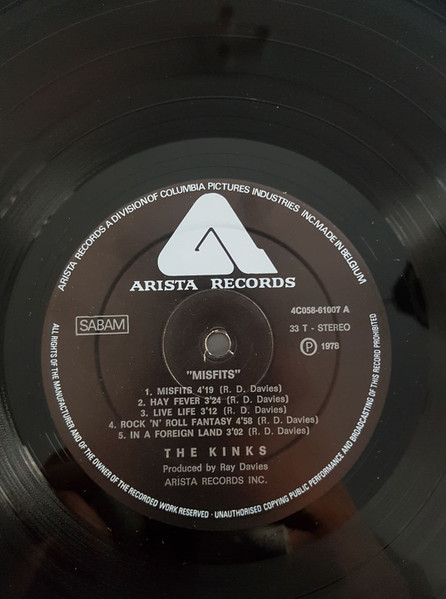 ARISTA RECORDS A DIVISION OF COLUMBIA PICTURES INDUSTRIES INC. MADE IN BELGIUM
ARISTA RECORDS
4C058-61007 A
SABAM
33 T - STEREO
Ⓟ 1978
"MISFITS"
1. MISFITS 4'19 (R. D. Davies)
2. HAY FEVER 3'24 (R. D. Davies)
3. LIVE LIFE 3'12 (R. D. Davies)
4. ROCK 'N' ROLL FANTASY 4'58 (R. D. Davies)
5. IN A FOREIGN LAND 3'02 (R. D. Davies)
THE KINKS
Produced by Ray Davies
ARISTA RECORDS INC.
ALL RIGHTS OF THE MANUFACTURER AND OF THE OWNER OF THE RECORDED WORK RESERVED - UNAUTHORISED COPYING PUBLIC PERFORMANCE AND BROADCASTING OF THIS RECORD PROHIBITED